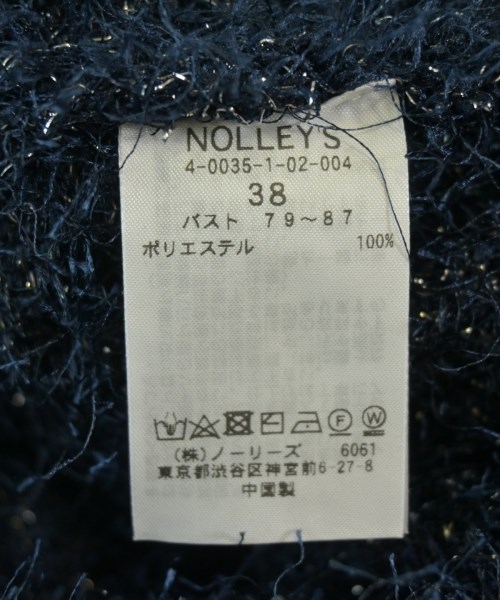 NOLLEY'S
4-0035-1-02-004
38
バスト 79～87
ポリエステル 100%
F W
(株)ノーリーズ 6061
東京都渋谷区神宮前6-27-8
中国製